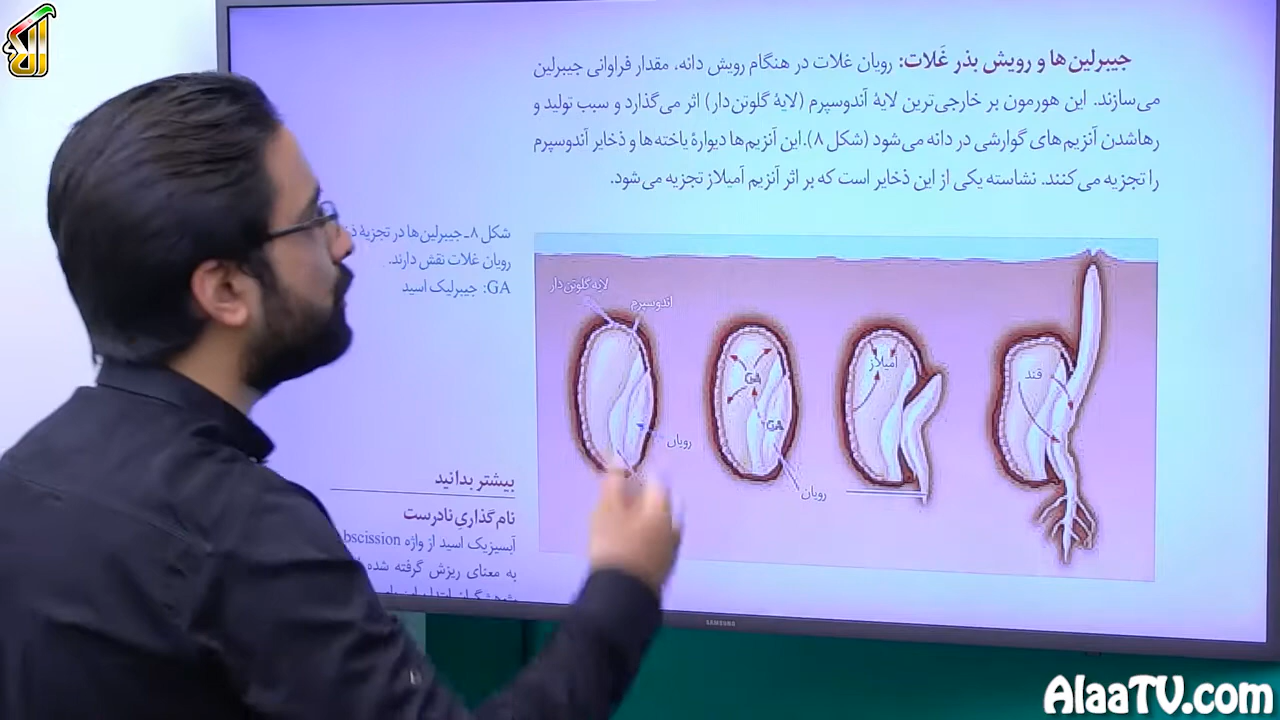 جیبرلین‌ها و رویش بذر غَلات: رویان غلات در هنگام رویش دانه، مقدار فراوانی جیبرلین
می‌سازند. این هورمون بر خارجی‌ترین لایهٔ آندوسپرم (لایهٔ گلوتن‌دار) اثر می‌گذارد و سبب تولید و
رهاشدن آنزیم‌های گوارشی در دانه می‌شود (شکل ۸).این آنزیم‌ها دیوارهٔ یاخته‌ها و ذخایر آندوسپرم
را تجزیه می‌کنند. نشاسته یکی از این ذخایر است که بر اثر آنزیم آمیلاز تجزیه می‌شود.
شکل ۸ـ جیبرلین‌ها در تجزیهٔ
رویان غلات نقش دارند.
GA: جیبرلیک اسید
لایه گلوتن‌دار
اندوسپرم
رویان
GA
GA
رویان
آمیلاز
قند
بیشتر بدانید
نام‌گذاریِ نادرست
آبسیزیک اسید از واژه bscission
به معنای ریزش گرفته شده
SAMSUNG
آلاء
AlaaTV.com